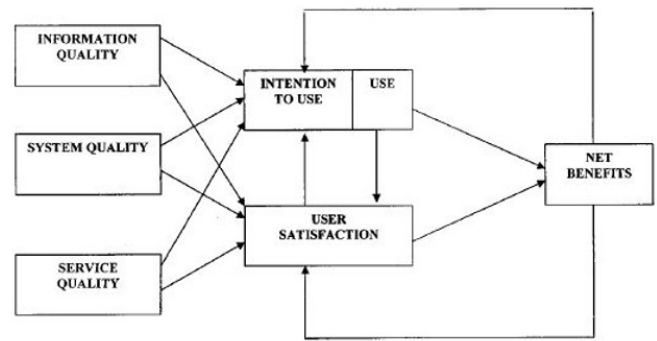 INFORMATION
QUALITY
INTENTION
TO USE
USE
SYSTEM QUALITY
NET
BENEFITS
USER
SATISFACTION
SERVICE
QUALITY